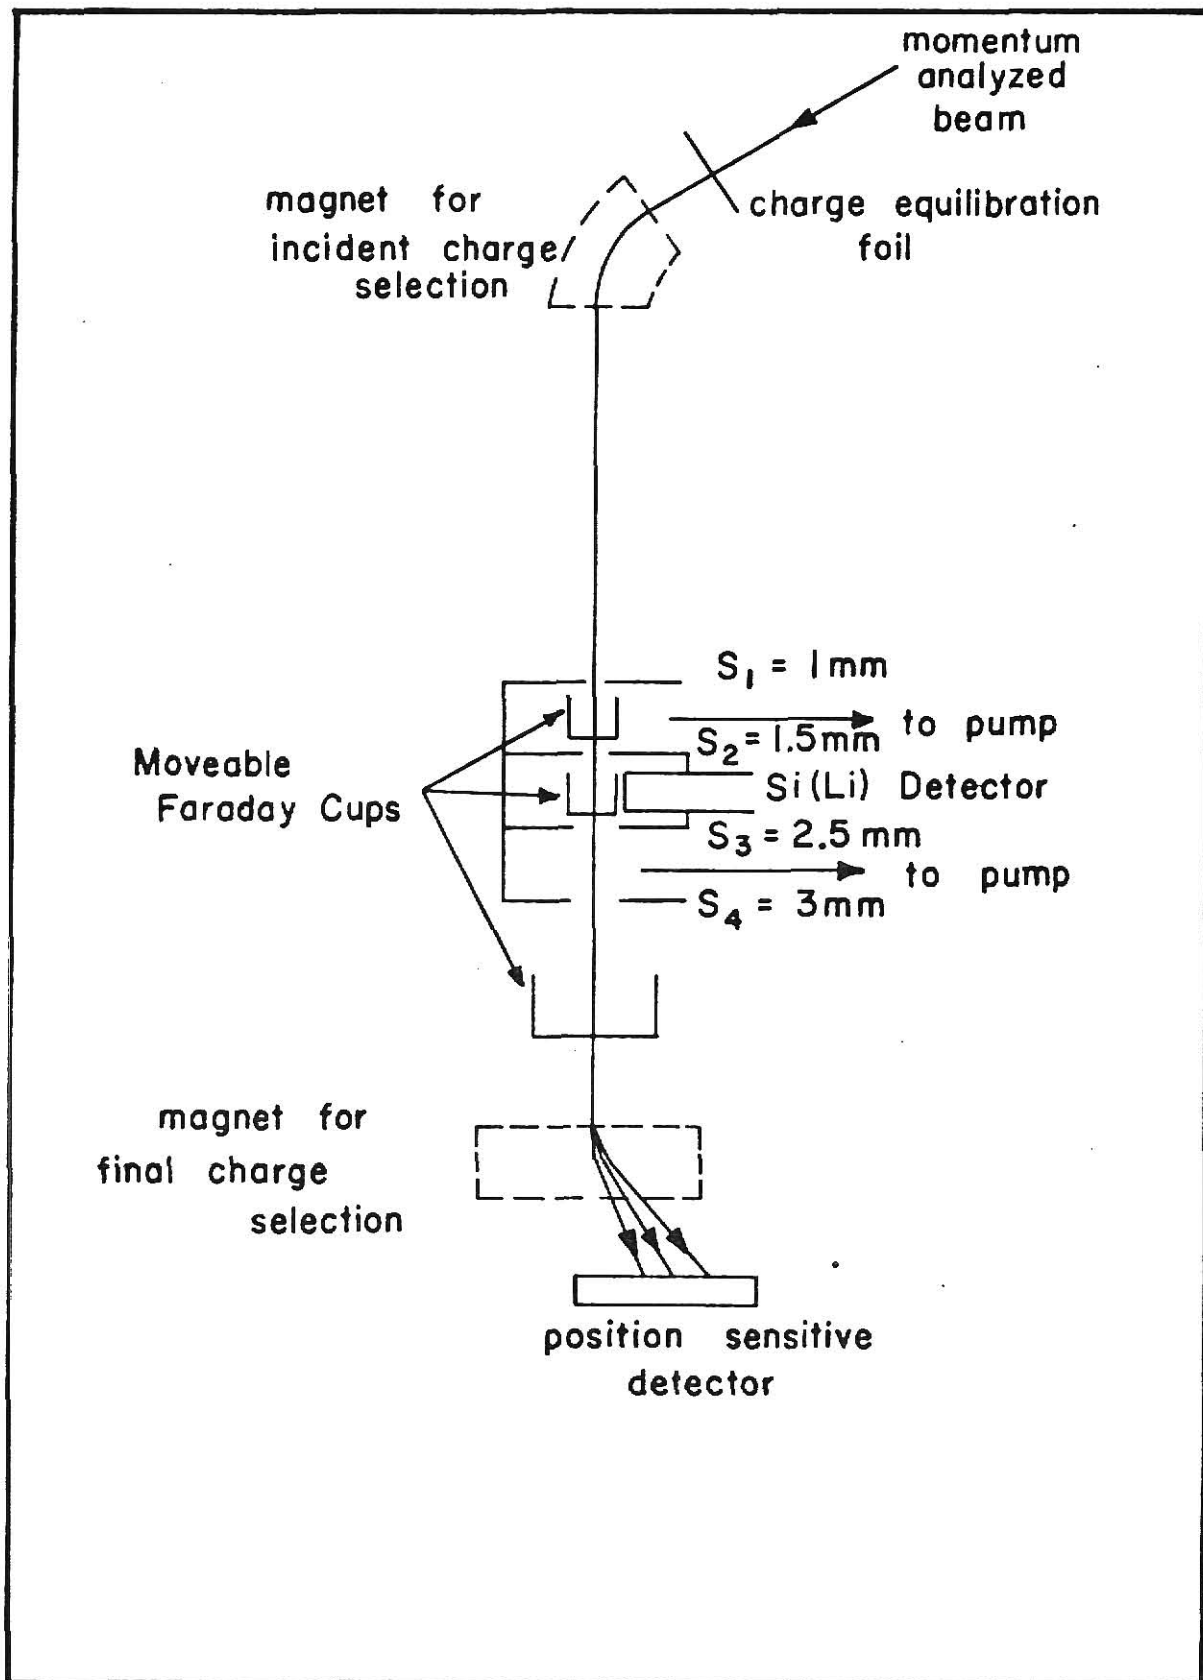 momentum
analyzed
beam
charge equilibration
foil
magnet for
incident charge
selection
S₁ = 1mm
to pump
S₂ = 1.5mm
Moveable
Faraday Cups
Si(Li) Detector
S₃ = 2.5 mm
to pump
S₄ = 3mm
magnet for
final charge
selection
position sensitive
detector